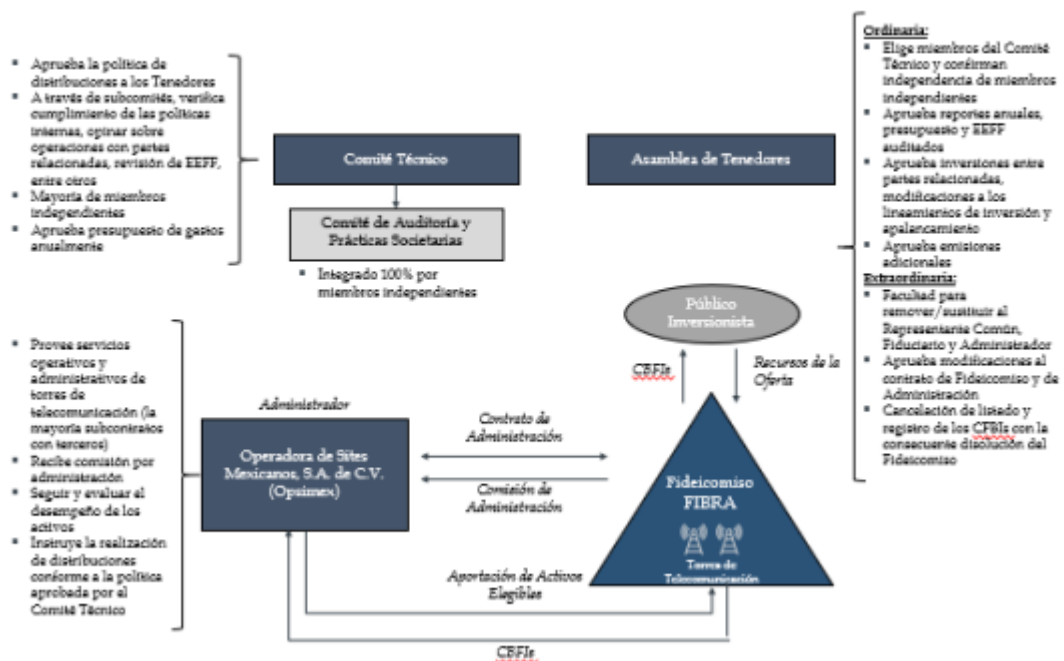 ▪ Aprueba la política de
distribuciones a los Tenedores
▪ A través de subcomités, verifica
cumplimiento de las políticas
internas, opinar sobre
operaciones con partes
relacionadas, revisión de EEFF,
entre otros
▪ Mayoría de miembros
independientes
▪ Aprueba presupuesto de gastos
anualmente
Comité Técnico
Comité de Auditoría y
Prácticas Societarias
▪ Integrado 100% por
miembros independientes
Asamblea de Tenedores
Ordinaria:
▪ Elige miembros del Comité
Técnico y confirman
independencia de miembros
independientes
▪ Aprueba reportes anuales,
presupuesto y EEFF
auditados
▪ Aprueba inversiones entre
partes relacionadas,
modificaciones a los
lineamientos de inversión y
apalancamiento
▪ Aprueba emisiones
adicionales
Extraordinaria:
▪ Facultad para
remover/sustituir al
Representante Común,
Fiduciario y Administrador
▪ Aprueba modificaciones al
contrato de Fideicomiso y de
Administración
▪ Cancelación de listado y
registro de los CFBIs con la
consecuente disolución del
Fideicomiso
Público
Inversionista
CBFIs
Recursos de la
Oferta
▪ Provee servicios
operativos y
administrativos de
torres de
telecomunicación (la
mayoría subcontratos
con terceros)
▪ Recibe comisión por
administración
▪ Seguir y evaluar el
desempeño de los
activos
▪ Instruye la realización
de distribuciones
conforme a la política
aprobada por el
Comité Técnico
Administrador
Operadora de Sites
Mexicanos, S.A. de C.V.
(Opsimex)
Contrato de
Administración
Comisión de
Administración
Fideicomiso
FIBRA
Torres de
Telecomunicación
Aportación de Activos
Elegibles
CBFIs